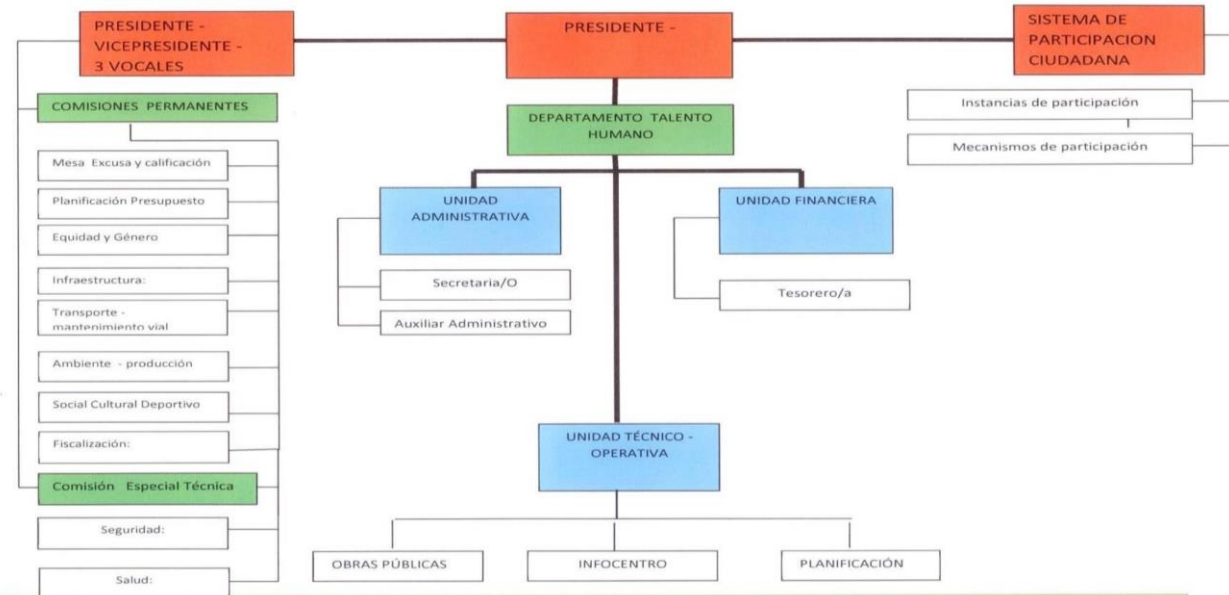 PRESIDENTE -
VICEPRESIDENTE -
3 VOCALES
PRESIDENTE -
SISTEMA DE
PARTICIPACION
CIUDADANA
COMISIONES PERMANENTES
Mesa Excusa y calificación
Planificación Presupuesto
Equidad y Género
Infraestructura:
Transporte -
mantenimiento vial
Ambiente - producción
Social Cultural Deportivo
Fiscalización:
Comisión Especial Técnica
Seguridad:
Salud:
DEPARTAMENTO TALENTO
HUMANO
UNIDAD
ADMINISTRATIVA
Secretaria/O
Auxiliar Administrativo
UNIDAD FINANCIERA
Tesorero/a
UNIDAD TÉCNICO -
OPERATIVA
OBRAS PÚBLICAS
INFOCENTRO
PLANIFICACIÓN
Instancias de participación
Mecanismos de participación